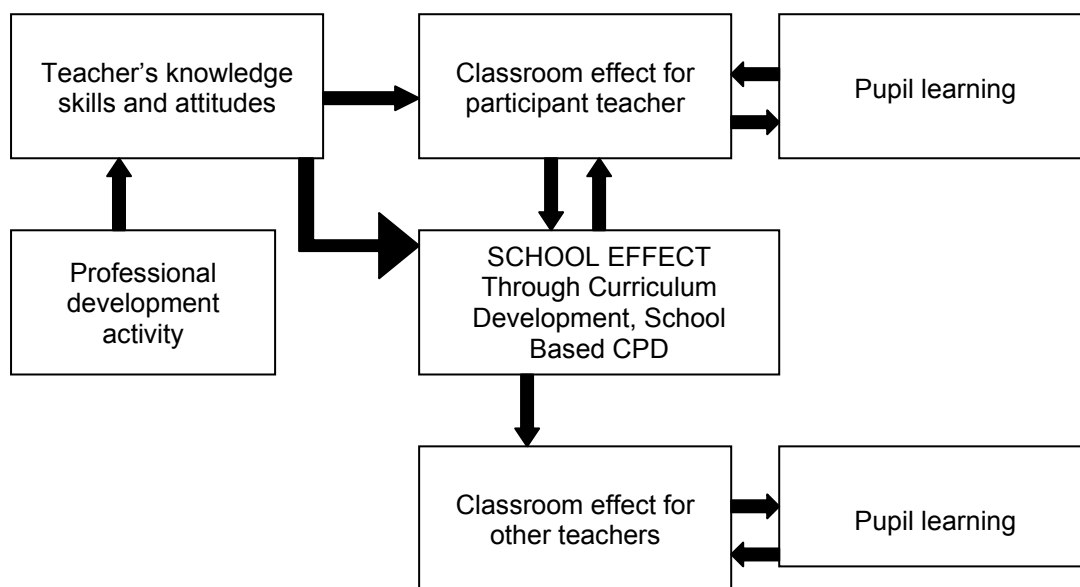 Teacher’s knowledge
skills and attitudes
Classroom effect for
participant teacher
Pupil learning
Professional
development
activity
SCHOOL EFFECT
Through Curriculum
Development, School
Based CPD
Classroom effect for
other teachers
Pupil learning